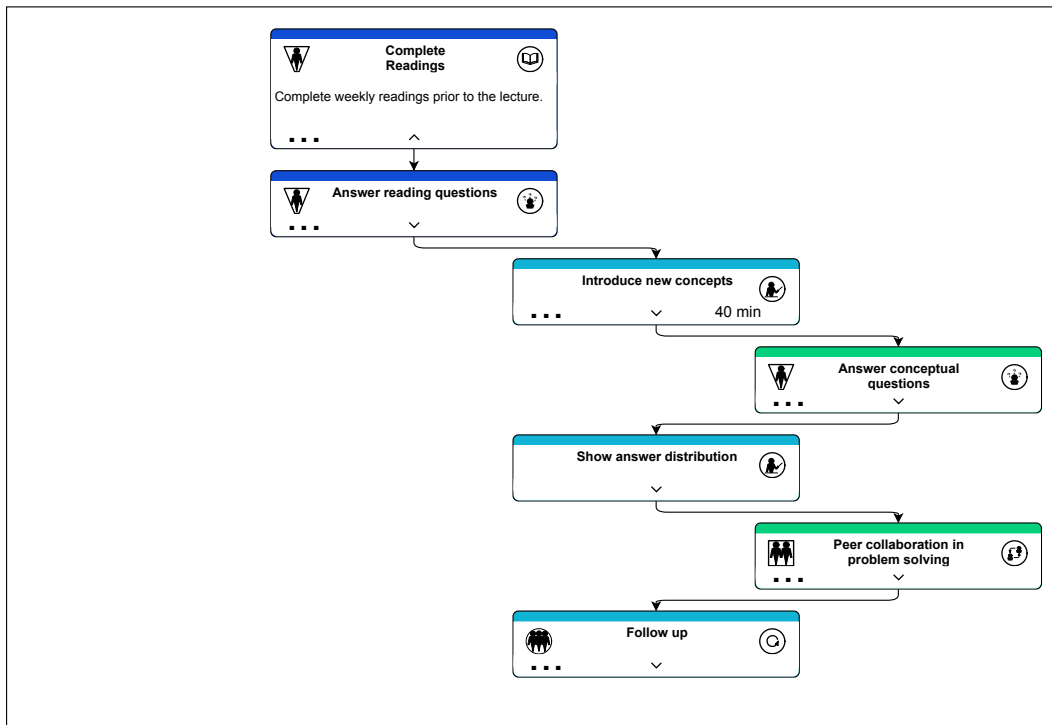 Complete
Readings
Complete weekly readings prior to the lecture.
Answer reading questions
Introduce new concepts
40 min
Answer conceptual
questions
Show answer distribution
Peer collaboration in
problem solving
Follow up